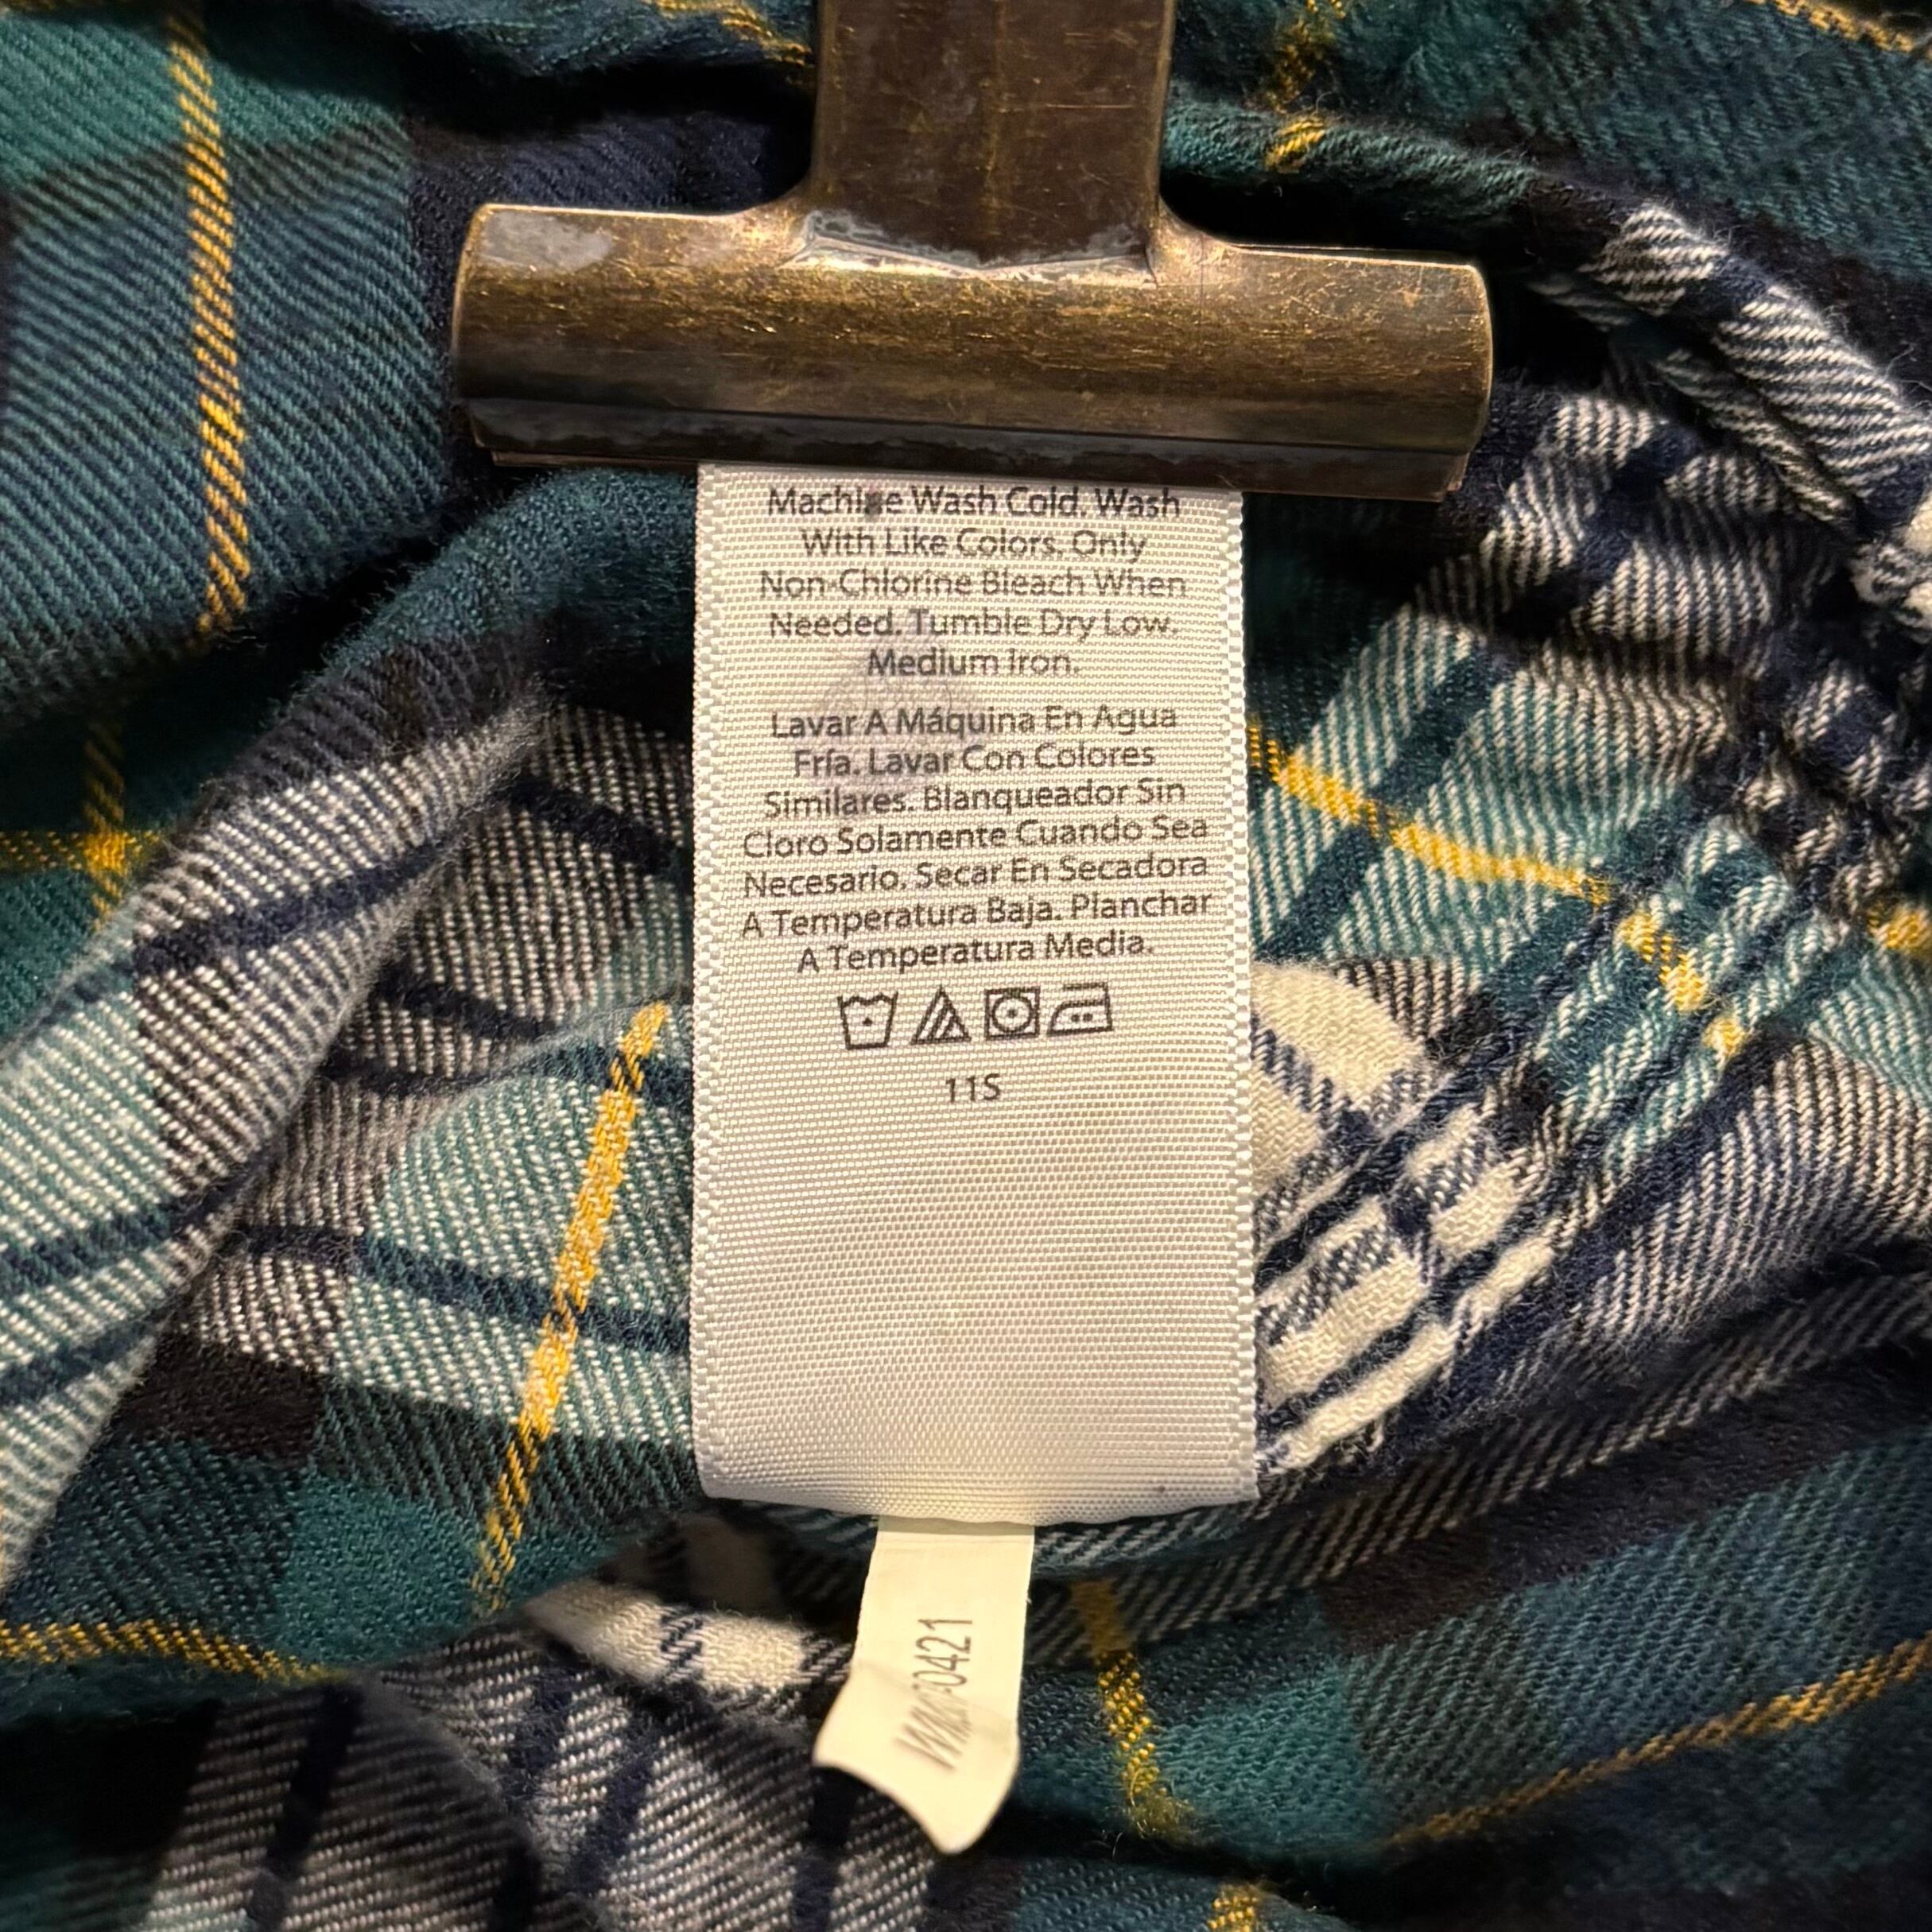 Machine Wash Cold. Wash
With Like Colors. Only
Non-Chlorine Bleach When
Needed. Tumble Dry Low.
Medium Iron.
Lavar A Máquina En Agua
Fría. Lavar Con Colores
Similares. Blanqueador Sin
Cloro Solamente Cuando Sea
Necesario. Secar En Secadora
A Temperatura Baja. Planchar
A Temperatura Media.
11S